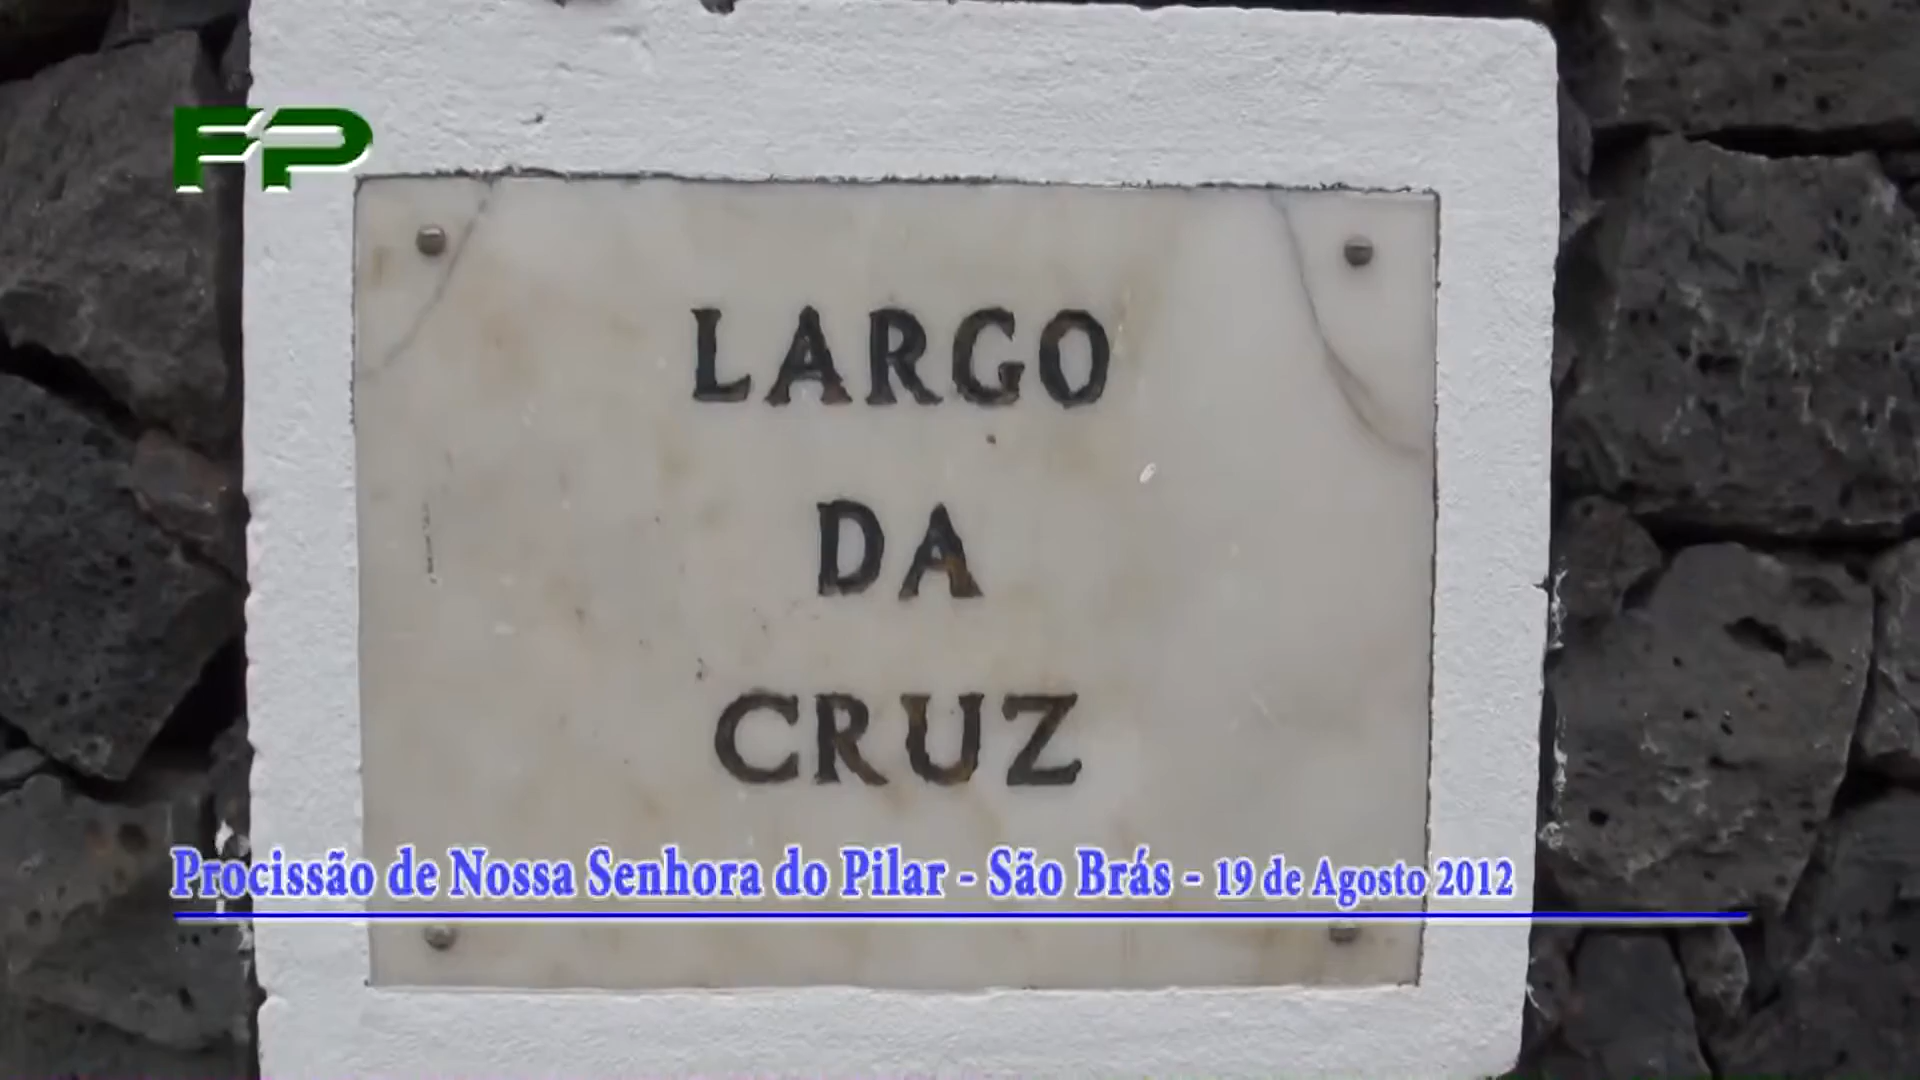 FP
LARGO
DA
CRUZ
Procissão de Nossa Senhora do Pilar - São Brás - 19 de Agosto 2012